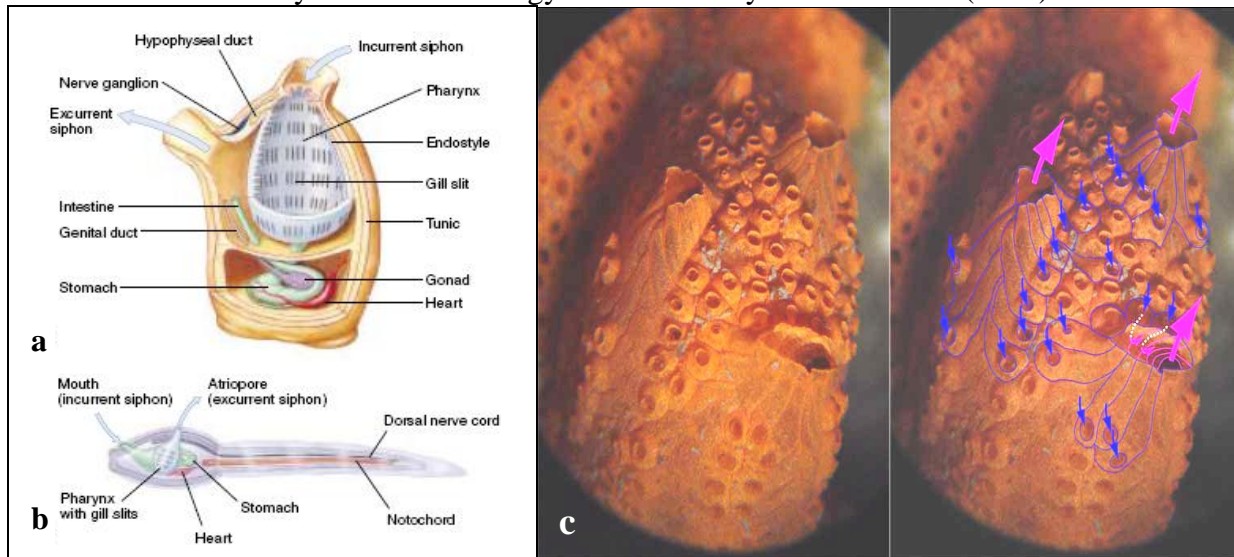 Hypophyseal duct
Incurrent siphon
Nerve ganglion
Pharynx
Excurrent
siphon
Endostyle
Gill slit
Intestine
Genital duct
Tunic
Stomach
Gonad
Heart
a
Mouth
(incurrent siphon)
Atriopore
(excurrent siphon)
Dorsal nerve cord
Pharynx
with gill slits
Stomach
Heart
Notochord
b
c